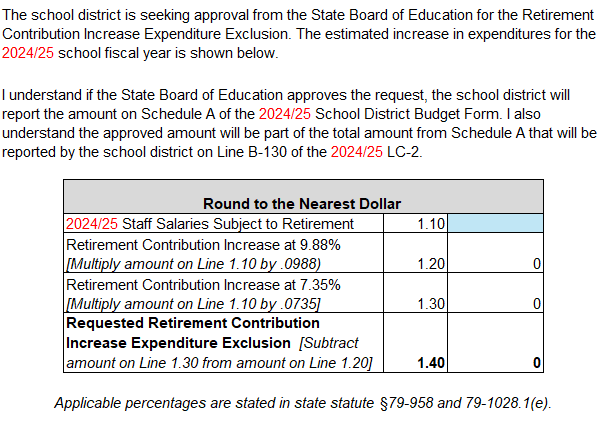 The school district is seeking approval from the State Board of Education for the Retirement
Contribution Increase Expenditure Exclusion. The estimated increase in expenditures for the
2024/25 school fiscal year is shown below.
I understand if the State Board of Education approves the request, the school district will
report the amount on Schedule A of the 2024/25 School District Budget Form. I also
understand the approved amount will be part of the total amount from Schedule A that will be
reported by the school district on Line B-130 of the 2024/25 LC-2.
Round to the Nearest Dollar
2024/25 Staff Salaries Subject to Retirement 1.10
Retirement Contribution Increase at 9.88%
[Multiply amount on Line 1.10 by .0988) 1.20 0
Retirement Contribution Increase at 7.35%
[Multiply amount on Line 1.10 by .0735] 1.30 0
Requested Retirement Contribution
Increase Expenditure Exclusion [Subtract
amount on Line 1.30 from amount on Line 1.20] 1.40 0
Applicable percentages are stated in state statute §79-958 and 79-1028.1(e).